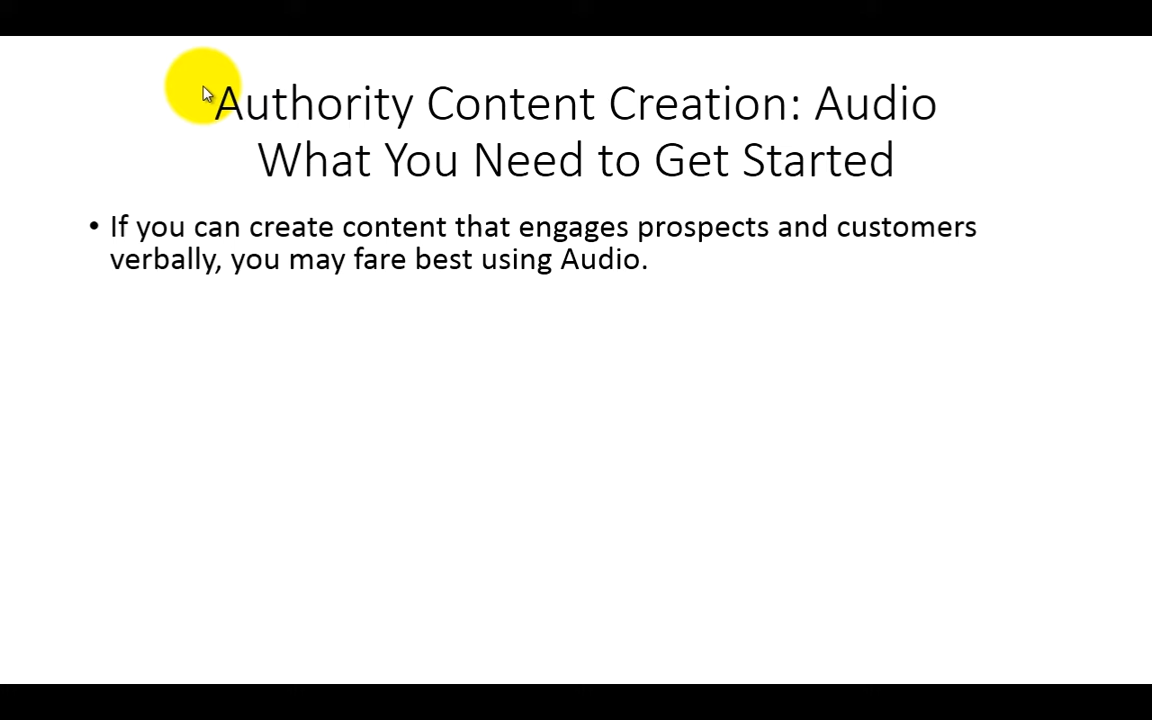 Authority Content Creation: Audio
What You Need to Get Started
• If you can create content that engages prospects and customers
verbally, you may fare best using Audio.